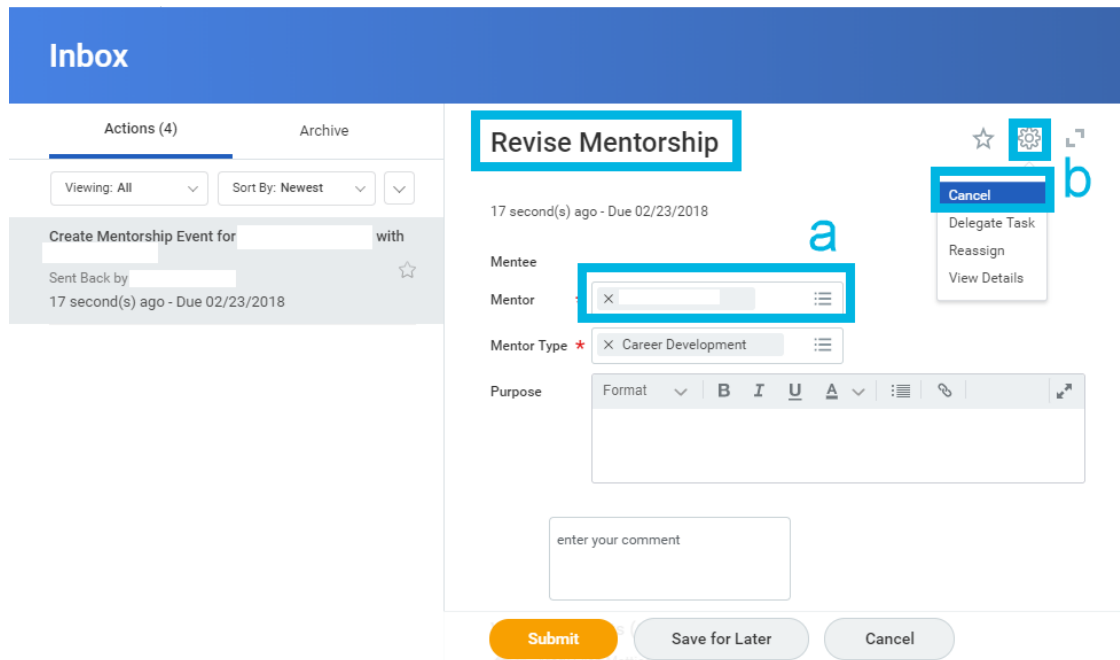 Inbox
Actions (4)
Archive
Viewing: All
Sort By: Newest
Create Mentorship Event for with
Sent Back by
17 second(s) ago - Due 02/23/2018
Revise Mentorship
b
Cancel
Delegate Task
Reassign
View Details
17 second(s) ago - Due 02/23/2018
a
Mentee
Mentor
Mentor Type * × Career Development
Purpose
Format B I U A
enter your comment
Submit
Save for Later
Cancel